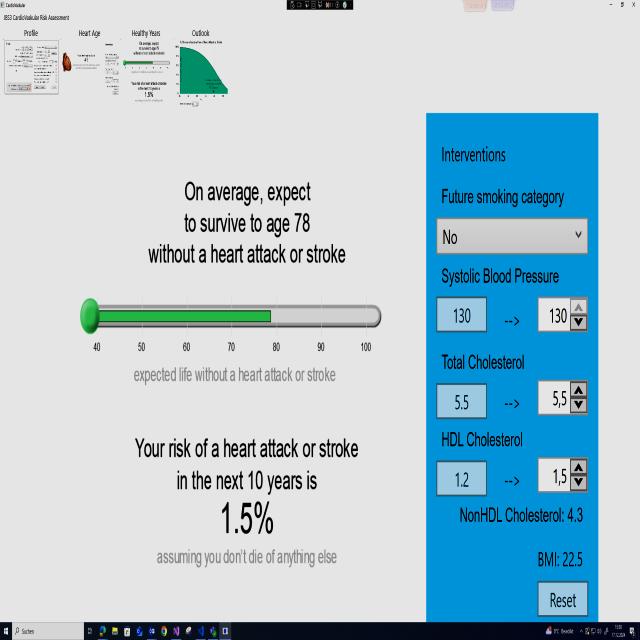 CardioVaskulär
JBS3 CardioVaskulär Risk Assessment
Profile
Heart Age
Healthy Years
Outlook
On average, expect
to survive to age 78
without a heart attack or stroke
40 50 60 70 80 90 100
expected life without a heart attack or stroke
Your risk of a heart attack or stroke
in the next 10 years is
1.5%
assuming you don't die of anything else
Interventions
Future smoking category
No
Systolic Blood Pressure
130 --> 130
Total Cholesterol
5.5 --> 5,5
HDL Cholesterol
1.2 --> 1,5
NonHDL Cholesterol: 4.3
BMI: 22.5
Reset
Suchen